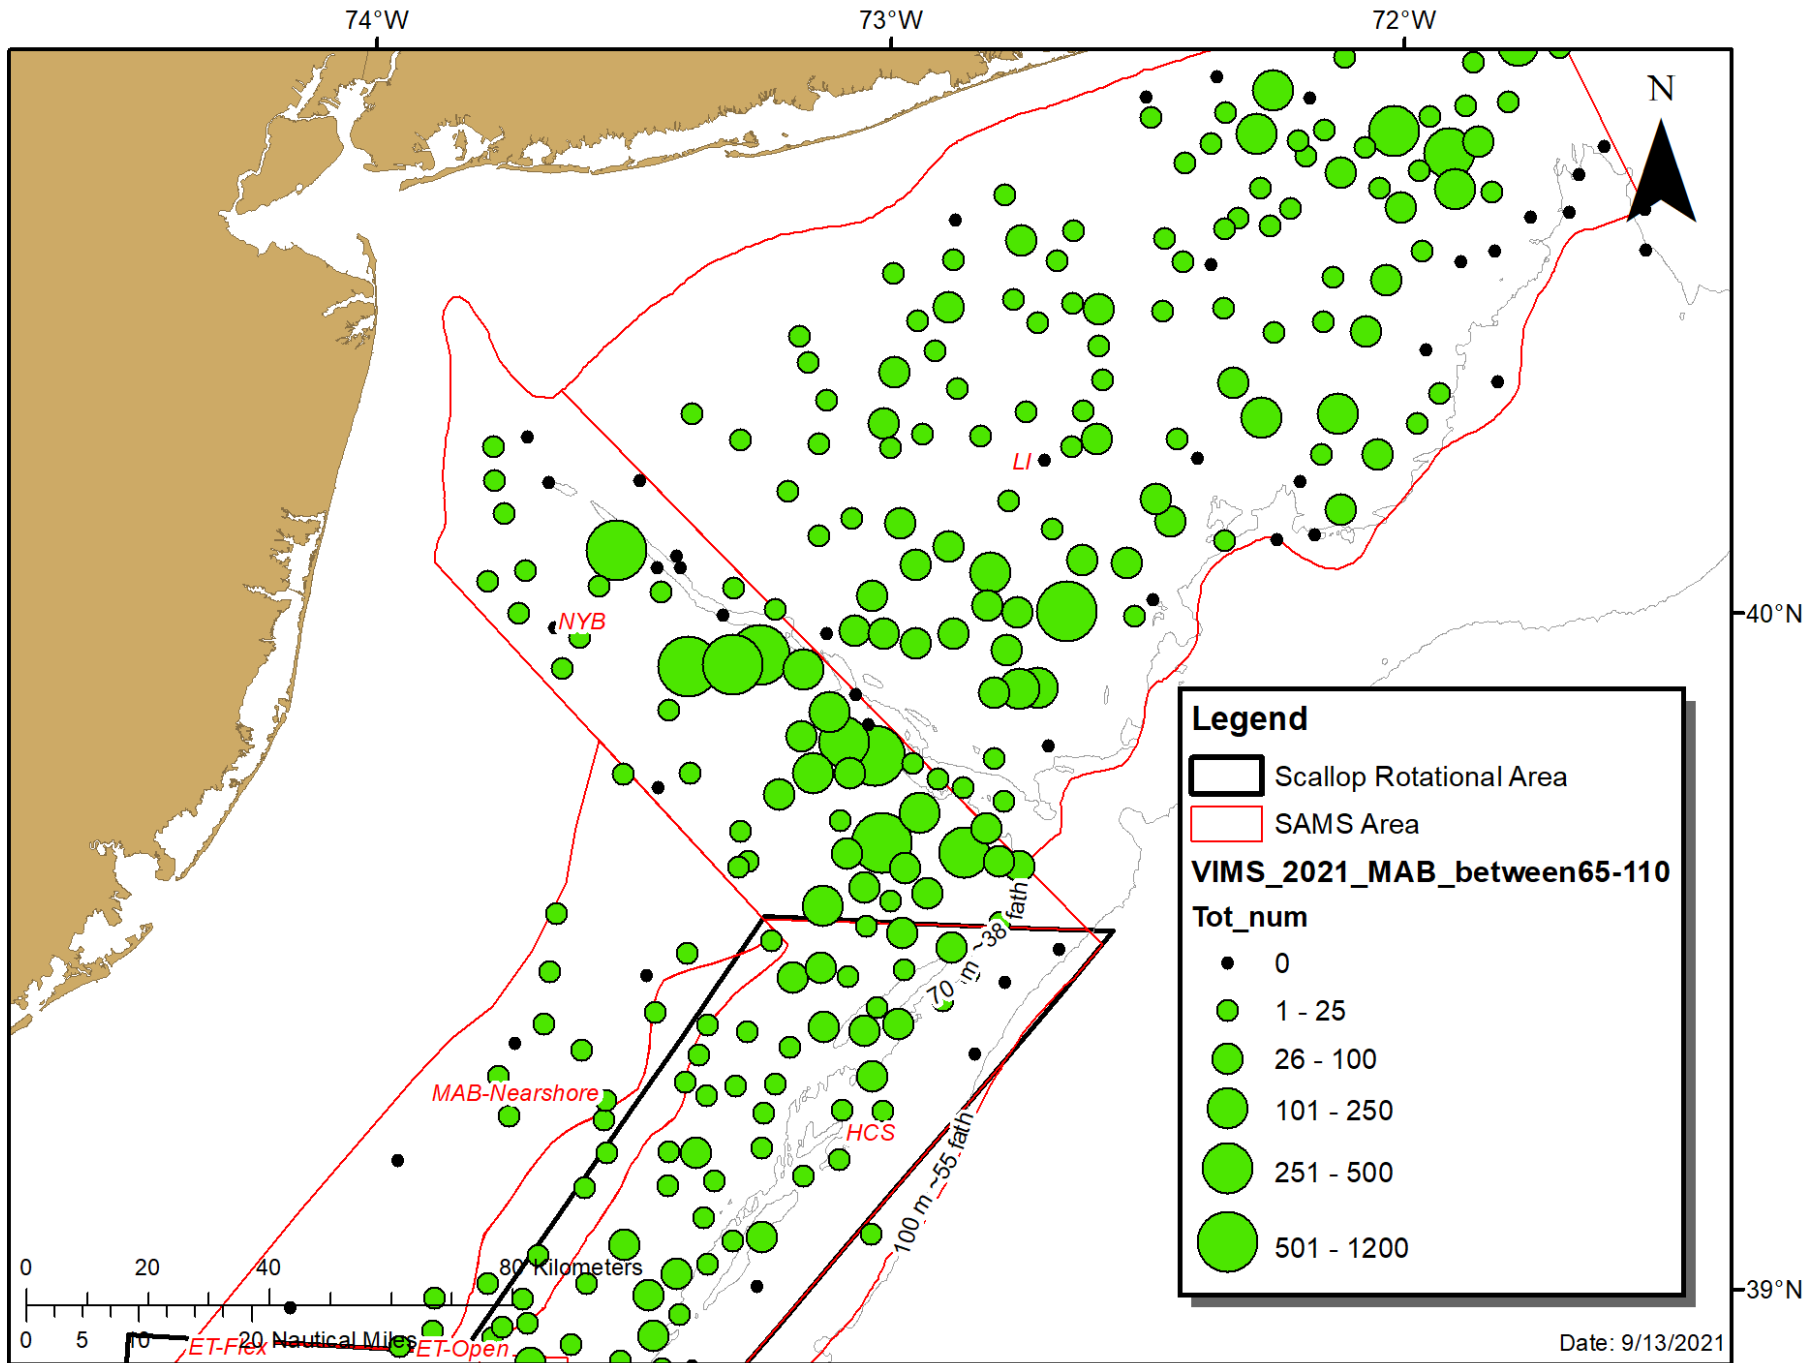 74°W 73°W 72°W
N
LI
NYB
40°N
Legend
Scallop Rotational Area
SAMS Area
VIMS_2021_MAB_between65-110
Tot_num
0
1 - 25
26 - 100
101 - 250
251 - 500
501 - 1200
70 m ~38 fath
MAB-Nearshore
HCS
100 m ~55 fath
0 20 40 80 Kilometers
39°N
0 5 10 20 Nautical Miles
ET-Flex
ET-Open
Date: 9/13/2021